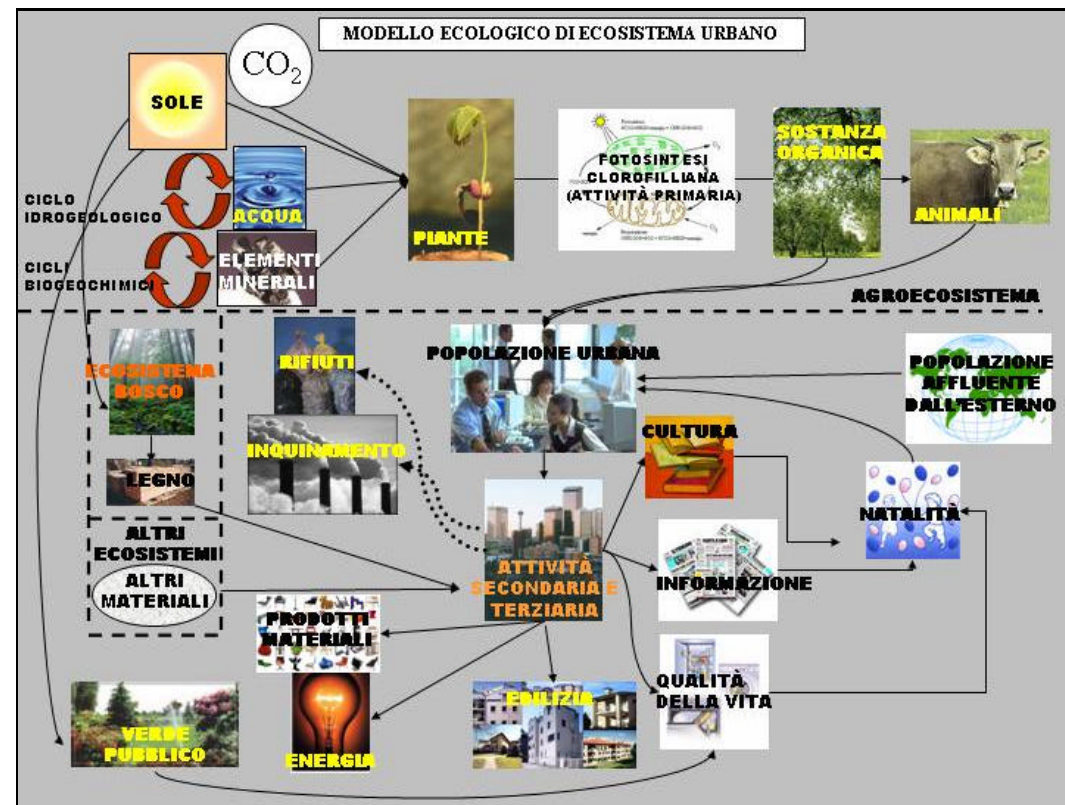 MODELLO ECOLOGICO DI ECOSISTEMA URBANO
CO2
SOLE
CICLO
IDROGEOLOGICO
ACQUA
CICLI
BIOGEOCHIMICI
ELEMENTI
MINERALI
PIANTE
FOTOSINTESI
CLOROFILLIANA
(ATTIVITÀ PRIMARIA)
SOSTANZA
ORGANICA
ANIMALI
AGROECOSISTEMA
ECOSISTEMA
BOSCO
LEGNO
ALTRI
ECOSISTEMI
ALTRI
MATERIALI
RIFIUTI
INQUINAMENTO
POPOLAZIONE URBANA
POPOLAZIONE
AFFLUENTE
DALL'ESTERNO
CULTURA
NATALITÀ
ATTIVITÀ
SECONDARIA E
TERZIARIA
INFORMAZIONE
PRODOTTI
MATERIALI
QUALITÀ
DELLA VITA
EDILIZIA
ENERGIA
VERDE
PUBBLICO